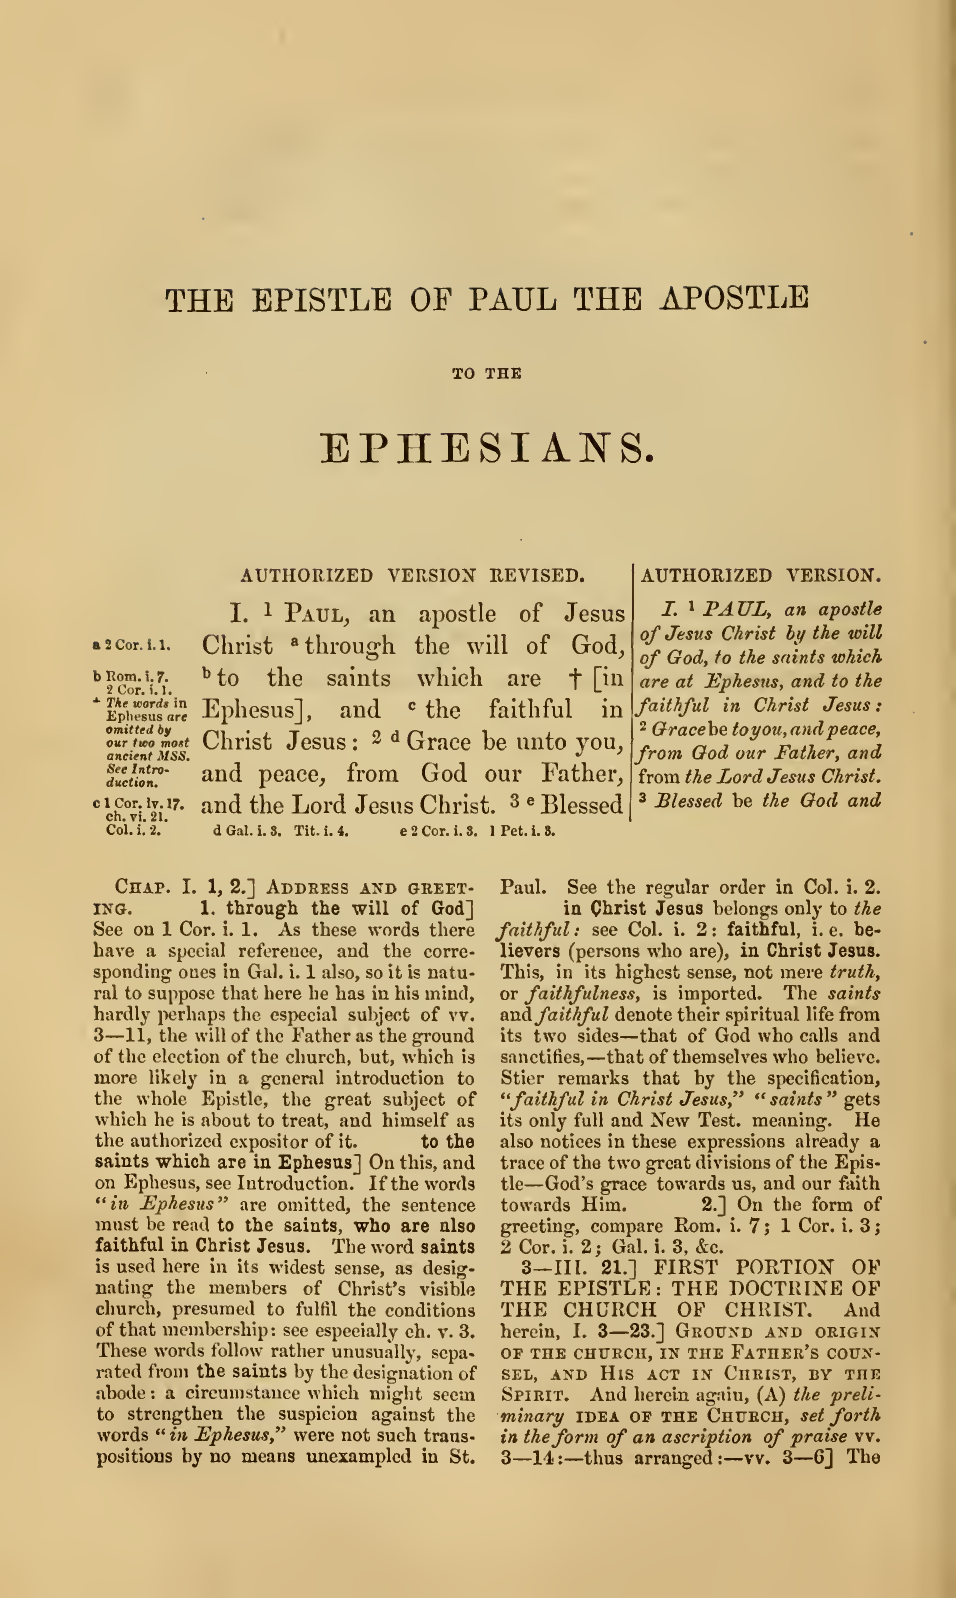 THE EPISTLE OF PAUL THE APOSTLE
TO THE
EPHESIANS.
AUTHORIZED VERSION REVISED.
I. 1 PAUL, an apostle of Jesus
Christ a through the will of God,
b to the saints which are † [in
Ephesus], and c the faithful in
Christ Jesus: 2 d Grace be unto you,
and peace, from God our Father,
and the Lord Jesus Christ. 3 e Blessed
a 2 Cor. i. 1.
b Rom. i. 7.
2 Cor. i. 1.
+ The words in
Ephesus are
omitted by
our two most
ancient MSS.
See Intro-
duction.
c 1 Cor. iv. 17.
ch. vi. 21.
Col. i. 2.
d Gal. i. 3. Tit. i. 4.
e 2 Cor. i. 3. 1 Pet. i. 3.
AUTHORIZED VERSION.
I. 1 PAUL, an apostle
of Jesus Christ by the will
of God, to the saints which
are at Ephesus, and to the
faithful in Christ Jesus:
2 Grace be to you, and peace,
from God our Father, and
from the Lord Jesus Christ.
3 Blessed be the God and
CHAP. I. 1, 2.] ADDRESS AND GREET-
ING. 1. through the will of God]
See on 1 Cor. i. 1. As these words there
have a special reference, and the corre-
sponding ones in Gal. i. 1 also, so it is natu-
ral to suppose that here he has in his mind,
hardly perhaps the especial subject of vv.
3—11, the will of the Father as the ground
of the election of the church, but, which is
more likely in a general introduction to
the whole Epistle, the great subject of
which he is about to treat, and himself as
the authorized expositor of it. to the
saints which are in Ephesus] On this, and
on Ephesus, see Introduction. If the words
"in Ephesus" are omitted, the sentence
must be read to the saints, who are also
faithful in Christ Jesus. The word saints
is used here in its widest sense, as desig-
nating the members of Christ's visible
church, presumed to fulfil the conditions
of that membership: see especially ch. v. 3.
These words follow rather unusually, sepa-
rated from the saints by the designation of
abode: a circumstance which might seem
to strengthen the suspicion against the
words "in Ephesus," were not such trans-
positions by no means unexampled in St.
Paul. See the regular order in Col. i. 2.
in Christ Jesus belongs only to the
faithful: see Col. i. 2: faithful, i. e. be-
lievers (persons who are), in Christ Jesus.
This, in its highest sense, not mere truth,
or faithfulness, is imported. The saints
and faithful denote their spiritual life from
its two sides—that of God who calls and
sanctifies,—that of themselves who believe.
Stier remarks that by the specification,
"faithful in Christ Jesus," "saints" gets
its only full and New Test. meaning. He
also notices in these expressions already a
trace of the two great divisions of the Epis-
tle—God's grace towards us, and our faith
towards Him. 2.] On the form of
greeting, compare Rom. i. 7; 1 Cor. i. 3;
2 Cor. i. 2; Gal. i. 3, &c.
3—III. 21.] FIRST PORTION OF
THE EPISTLE: THE DOCTRINE OF
THE CHURCH OF CHRIST. And
herein, I. 3—23.] GROUND AND ORIGIN
OF THE CHURCH, IN THE FATHER'S COUN-
SEL, AND HIS ACT IN CHRIST, BY THE
SPIRIT. And herein again, (A) the preli-
minary IDEA OF THE CHURCH, set forth
in the form of an ascription of praise vv.
3—14:—thus arranged:—vv. 3—6] The